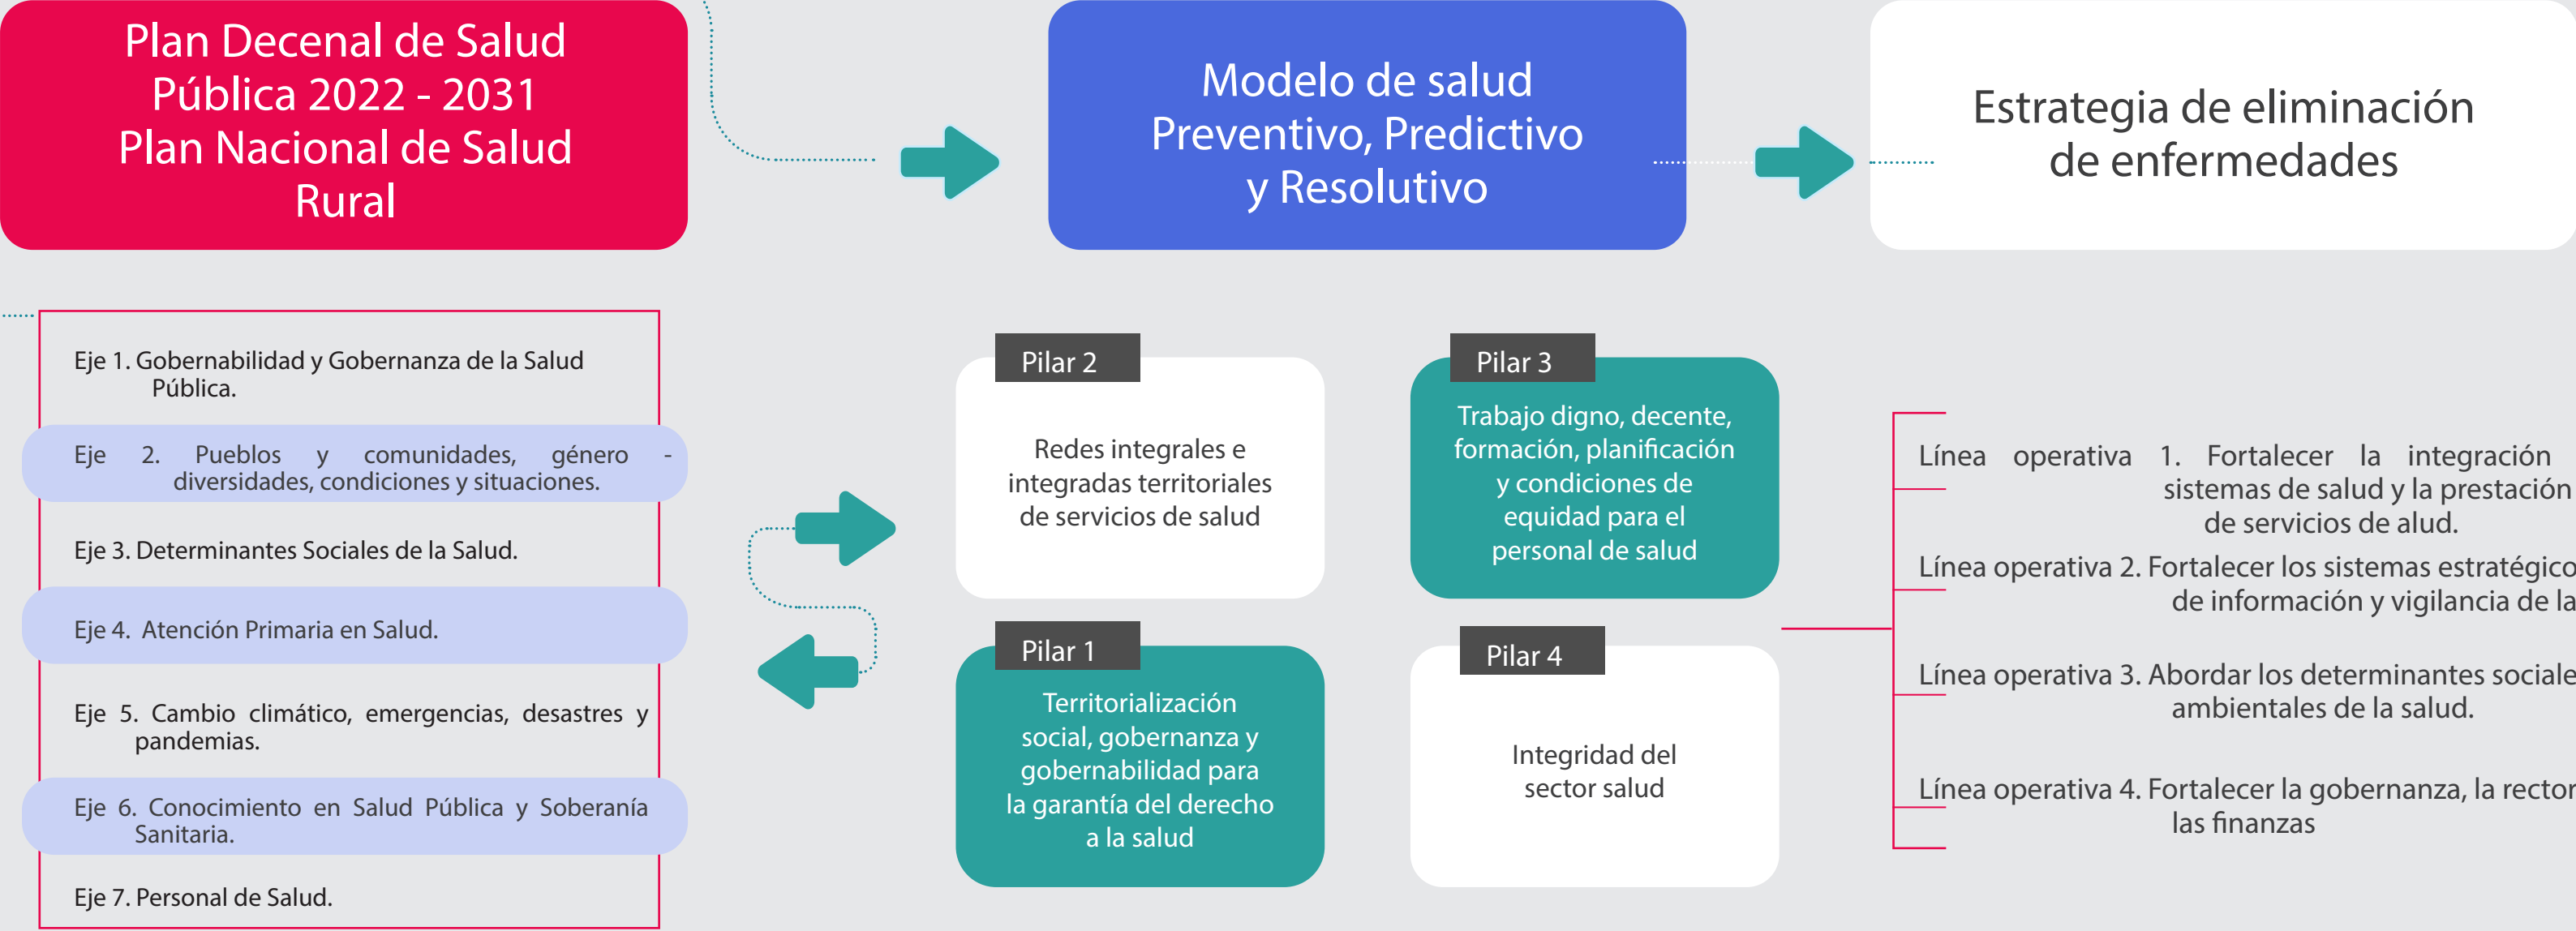 Plan Decenal de Salud
Pública 2022 - 2031
Plan Nacional de Salud
Rural
Modelo de salud
Preventivo, Predictivo
y Resolutivo
Estrategia de eliminación
de enfermedades
Eje 1. Gobernabilidad y Gobernanza de la Salud
Pública.
Eje 2. Pueblos y comunidades, género -
diversidades, condiciones y situaciones.
Eje 3. Determinantes Sociales de la Salud.
Eje 4. Atención Primaria en Salud.
Eje 5. Cambio climático, emergencias, desastres y
pandemias.
Eje 6. Conocimiento en Salud Pública y Soberanía
Sanitaria.
Eje 7. Personal de Salud.
Pilar 2
Redes integrales e
integradas territoriales
de servicios de salud
Pilar 3
Trabajo digno, decente,
formación, planificación
y condiciones de
equidad para el
personal de salud
Pilar 1
Territorialización
social, gobernanza y
gobernabilidad para
la garantía del derecho
a la salud
Pilar 4
Integridad del
sector salud
Línea operativa 1. Fortalecer la integración
sistemas de salud y la prestación
de servicios de alud.
Línea operativa 2. Fortalecer los sistemas estratégico
de información y vigilancia de la
Línea operativa 3. Abordar los determinantes sociale
ambientales de la salud.
Línea operativa 4. Fortalecer la gobernanza, la rector
las finanzas